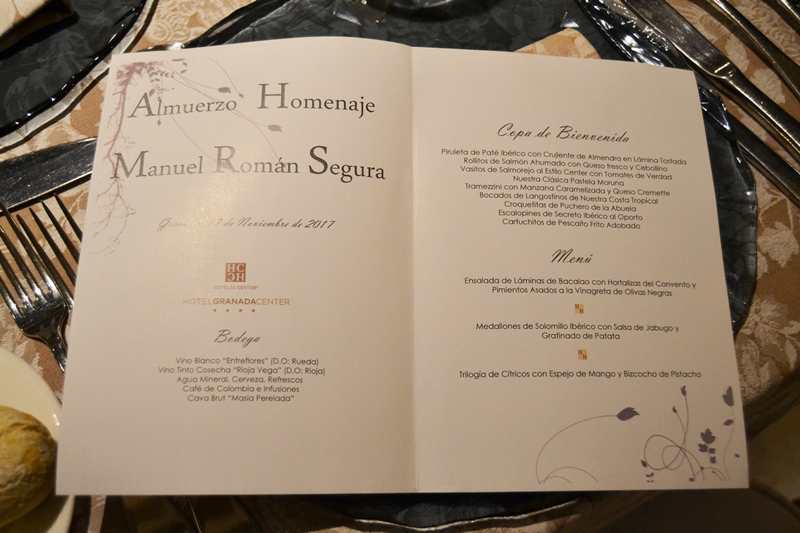 Almuerzo Homenaje
Manuel Román Segura
de Noviembre de 2017
HC
CH
HOTELES CENTER
HOTELGRANADACENTER
Bodega
Vino Blanco “Entreflores” (D.O: Rueda)
Vino Tinto Cosecha “Rioja Vega” (D.O: Rioja)
Agua Mineral, Cerveza, Refrescos
Café de Colombia e Infusiones
Cava Brut “Masia Perelada”
Copa de Bienvenida
Piruleta de Paté Ibérico con Crujiente de Almendra en Lámina Tostada
Rollitos de Salmón Ahumado con Queso fresco y Cebollino
Vasitos de Salmorejo al Estilo Center con Tomates de Verdad
Nuestra Clásica Pastela Moruna
Tramezzini con Manzana Caramelizada y Queso Cremette
Bocados de Langostinos de Nuestra Costa Tropical
Croquetitas de Puchero de la Abuela
Escalopines de Secreto Ibérico al Oporto
Cartuchitos de Pescaito Frito Adobado
Menú
Ensalada de Láminas de Bacalao con Hortalizas del Convento y
Pimientos Asados a la Vinagreta de Olivas Negras
Medallones de Solomillo Ibérico con Salsa de Jabugo y
Gratinado de Patata
Trilogía de Cítricos con Espejo de Mango y Bizcocho de Pistacho